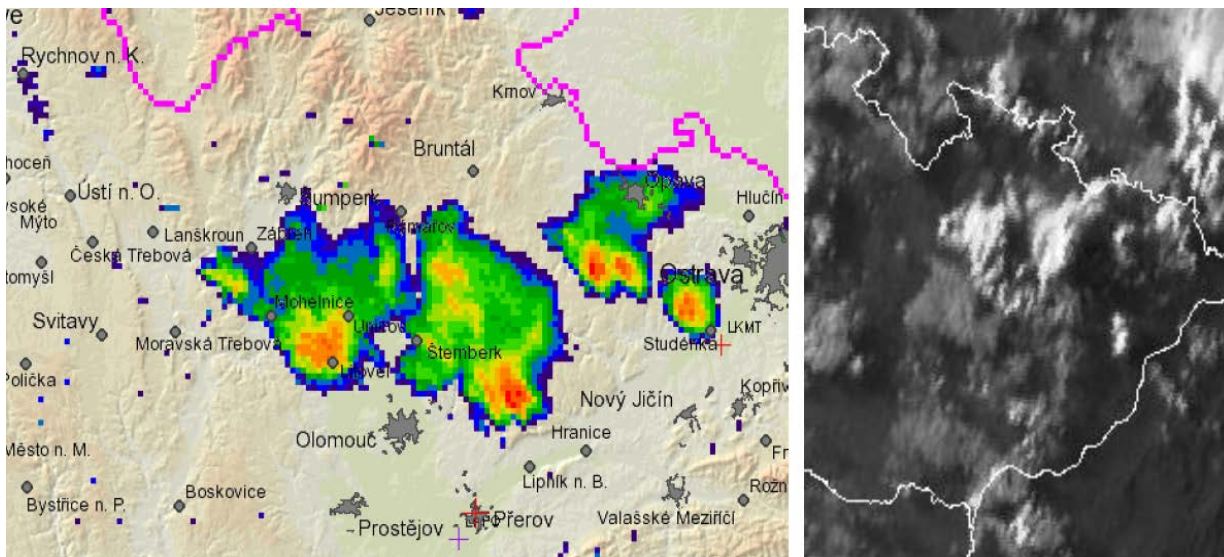 ve
Jeseník
Rychnov n. K.
Krnov
Bruntál
hoceň
Ústí n. O.
Šumperk
Opava
Hlučín
ysoké
Mýto
Lanškroun
Zábřeh
Rýmařov
Česká Třebová
tomyšl
Ostrava
Mohelnice
Svitavy
Uničov
LKMT
Moravská Třebová
Šternberk
Studénka
Litovel
Polička
Kopřiv
Nový Jičín
Olomouc
Hranice
Město n. M.
Fr
Lipník n. B.
Bystřice n. P.
Boskovice
Rožn
Valašské Meziříčí
Prostějov
Přerov